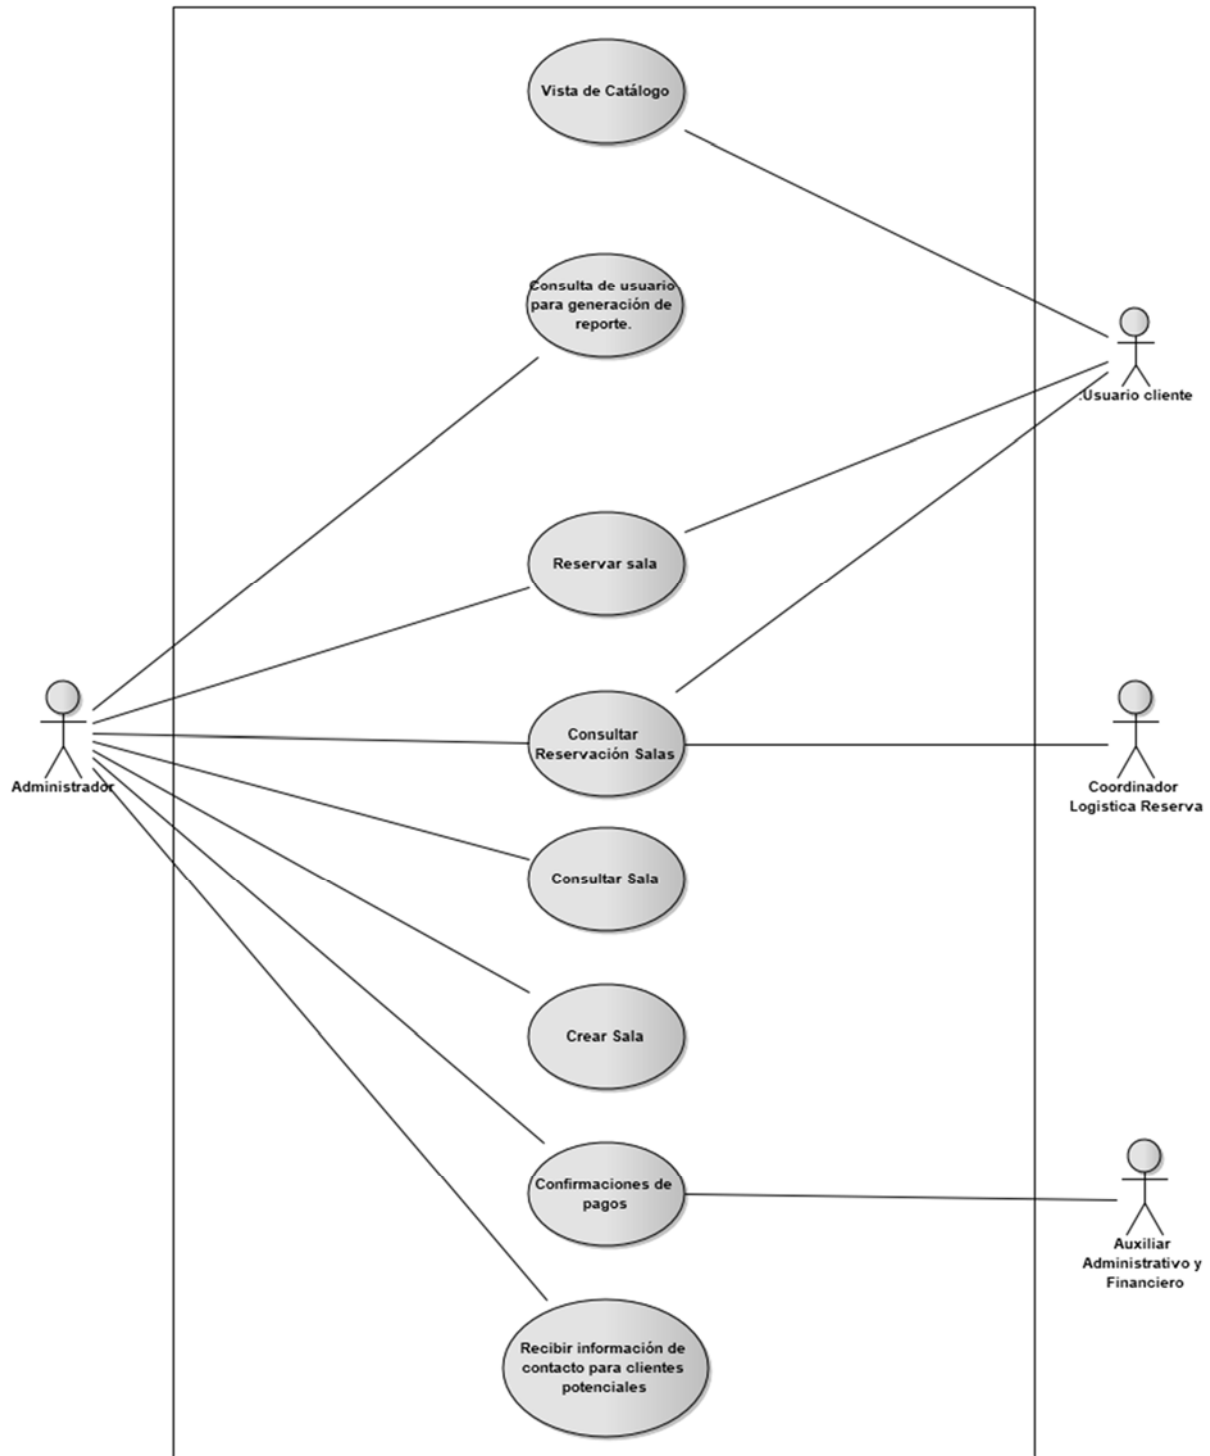 Vista de Catálogo
Consulta de usuario
para generación de
reporte.
.Usuario cliente
Reservar sala
Administrador
Consultar
Reservación Salas
Coordinador
Logistica Reserva
Consultar Sala
Crear Sala
Confirmaciones de
pagos
Auxiliar
Administrativo y
Financiero
Recibir información de
contacto para clientes
potenciales